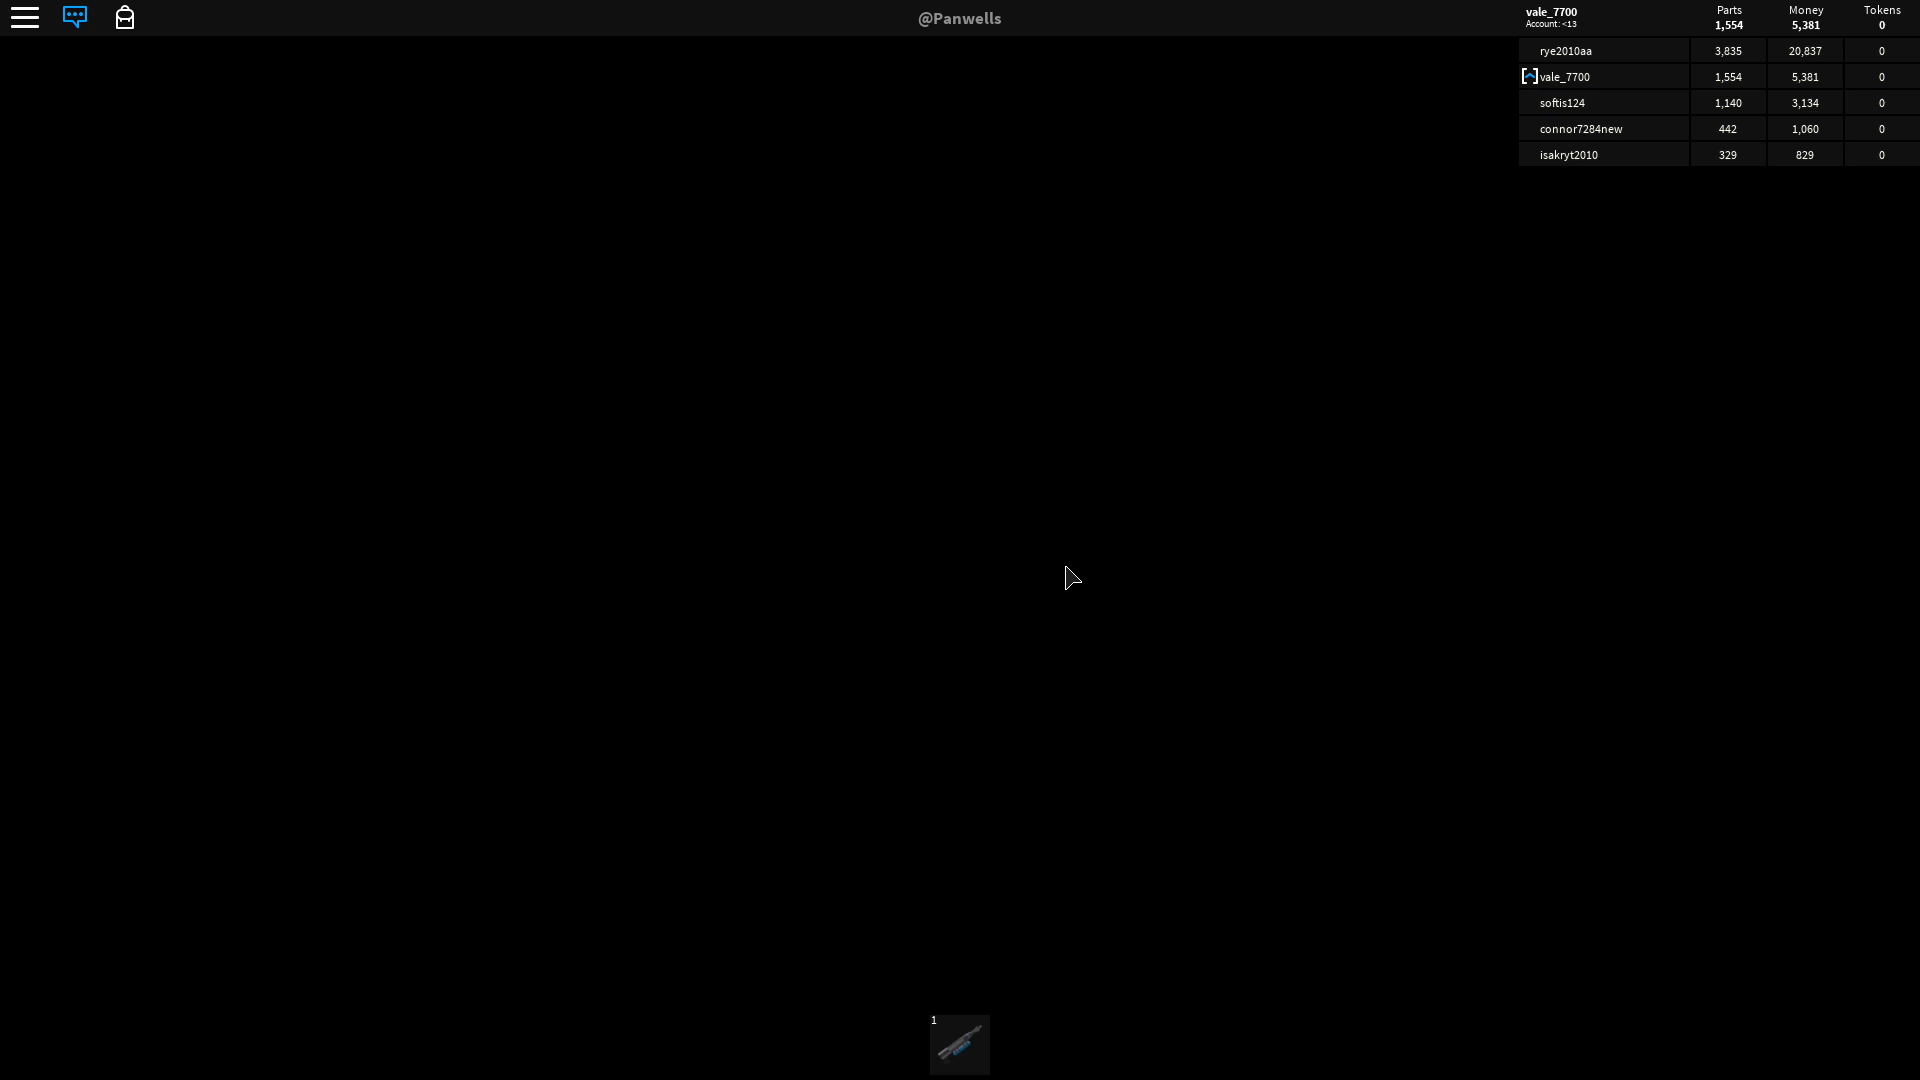 @Panwells
vale_7700 Parts Money Tokens
Account: <13 1,554 5,381 0
rye2010aa 3,835 20,837 0
vale_7700 1,554 5,381 0
softis124 1,140 3,134 0
connor7284new 442 1,060 0
isakryt2010 329 829 0
1